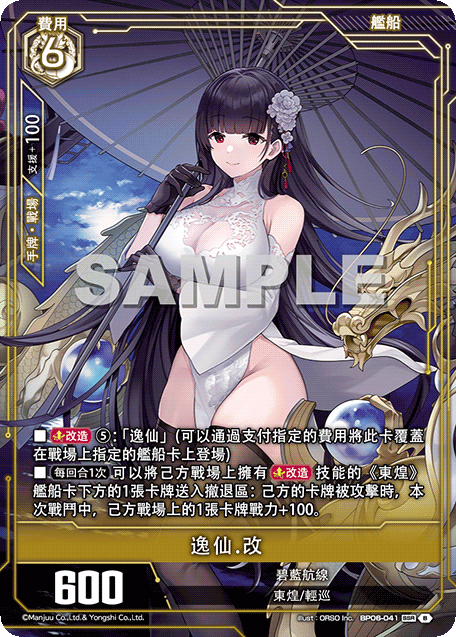 費用
6
艦船
支援+100
手牌・戰場
SAMPLE
■ 改造 ⑤:「逸仙」(可以通過支付指定的費用將此卡覆蓋
在戰場上指定的艦船卡上登場)
■ 每回合1次 可以將己方戰場上擁有 改造 技能的《東煌》
艦船卡下方的1張卡牌送入撤退區:己方的卡牌被攻擊時,本
次戰鬥中,己方戰場上的1張卡牌戰力+100。
逸仙.改
600
碧藍航線
東煌/輕巡
©Manjuu Co.,Ltd.& Yongshi Co.,Ltd.
illust : ORSO Inc. BP06-041 SSR B